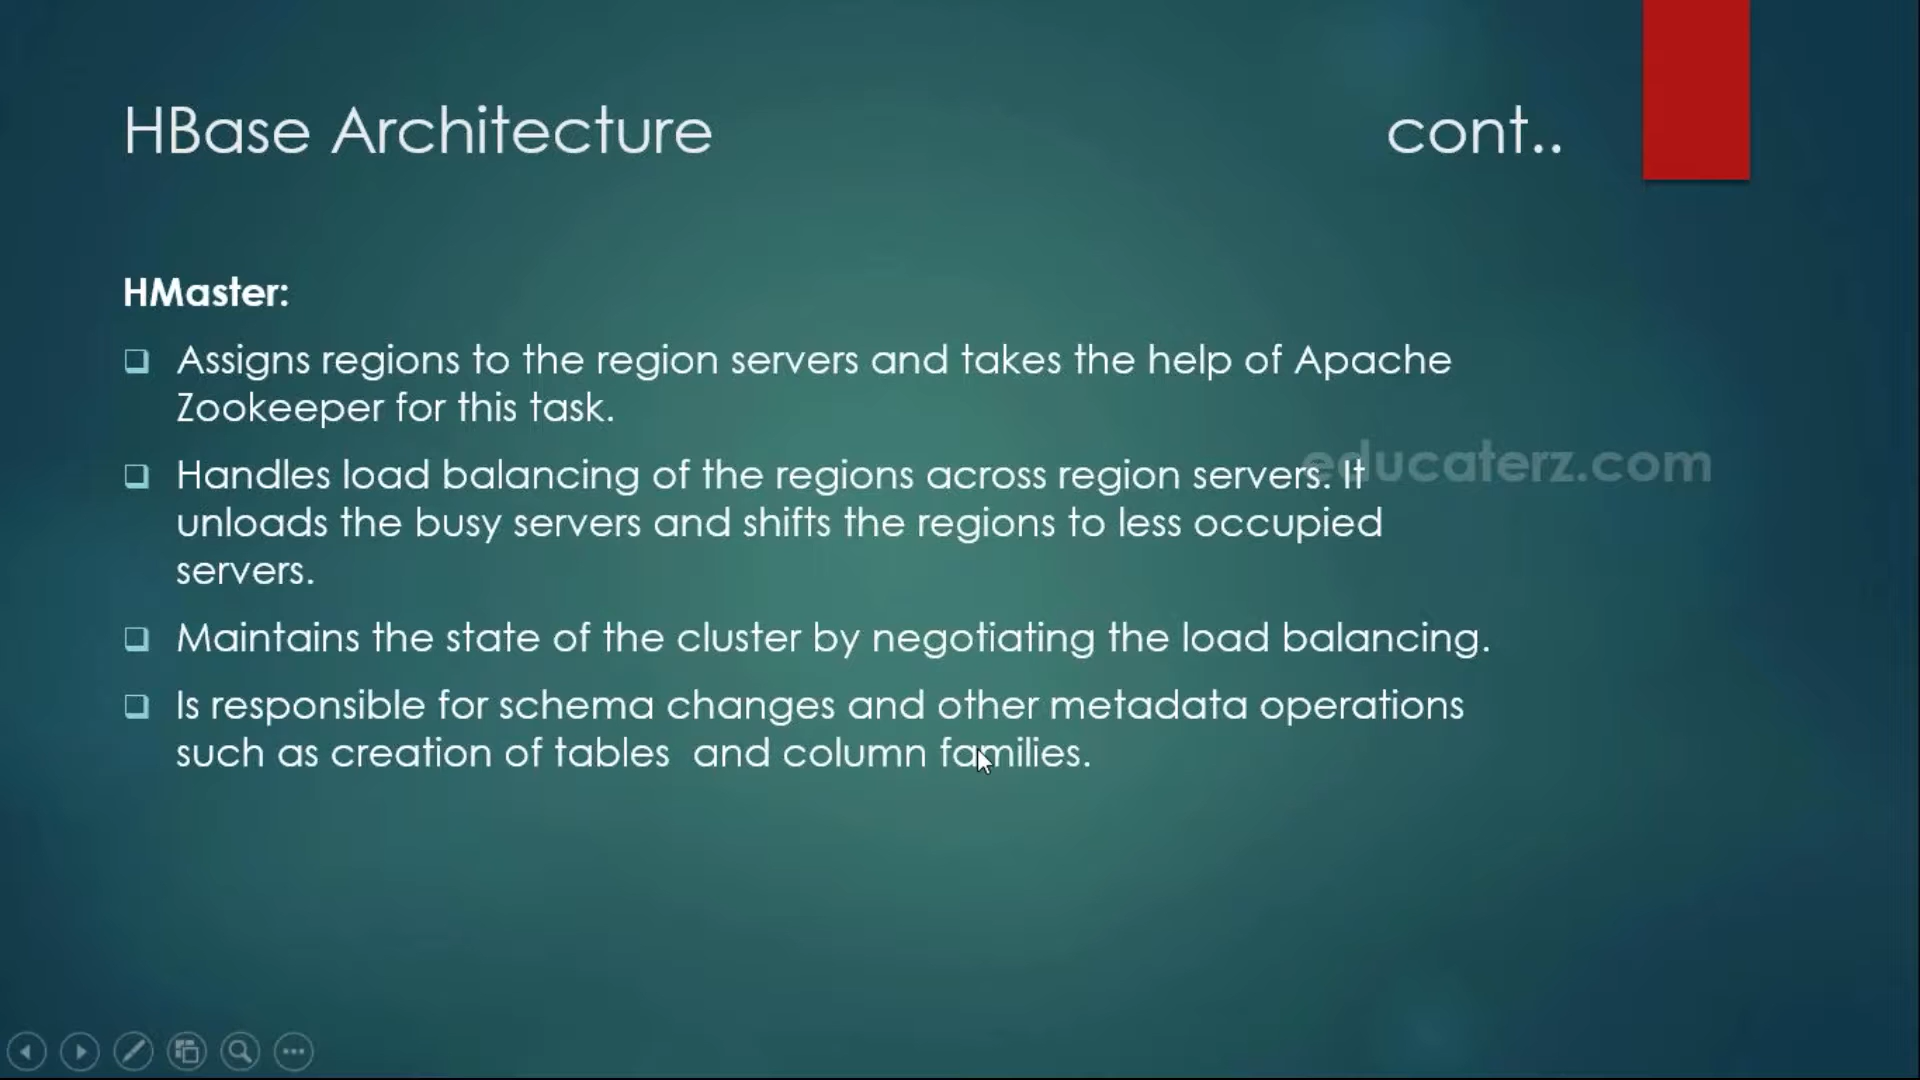 HBase Architecture cont..
HMaster:
Assigns regions to the region servers and takes the help of Apache
Zookeeper for this task.
Handles load balancing of the regions across region servers. It
educaterz.com
unloads the busy servers and shifts the regions to less occupied
servers.
Maintains the state of the cluster by negotiating the load balancing.
Is responsible for schema changes and other metadata operations
such as creation of tables  and column families.